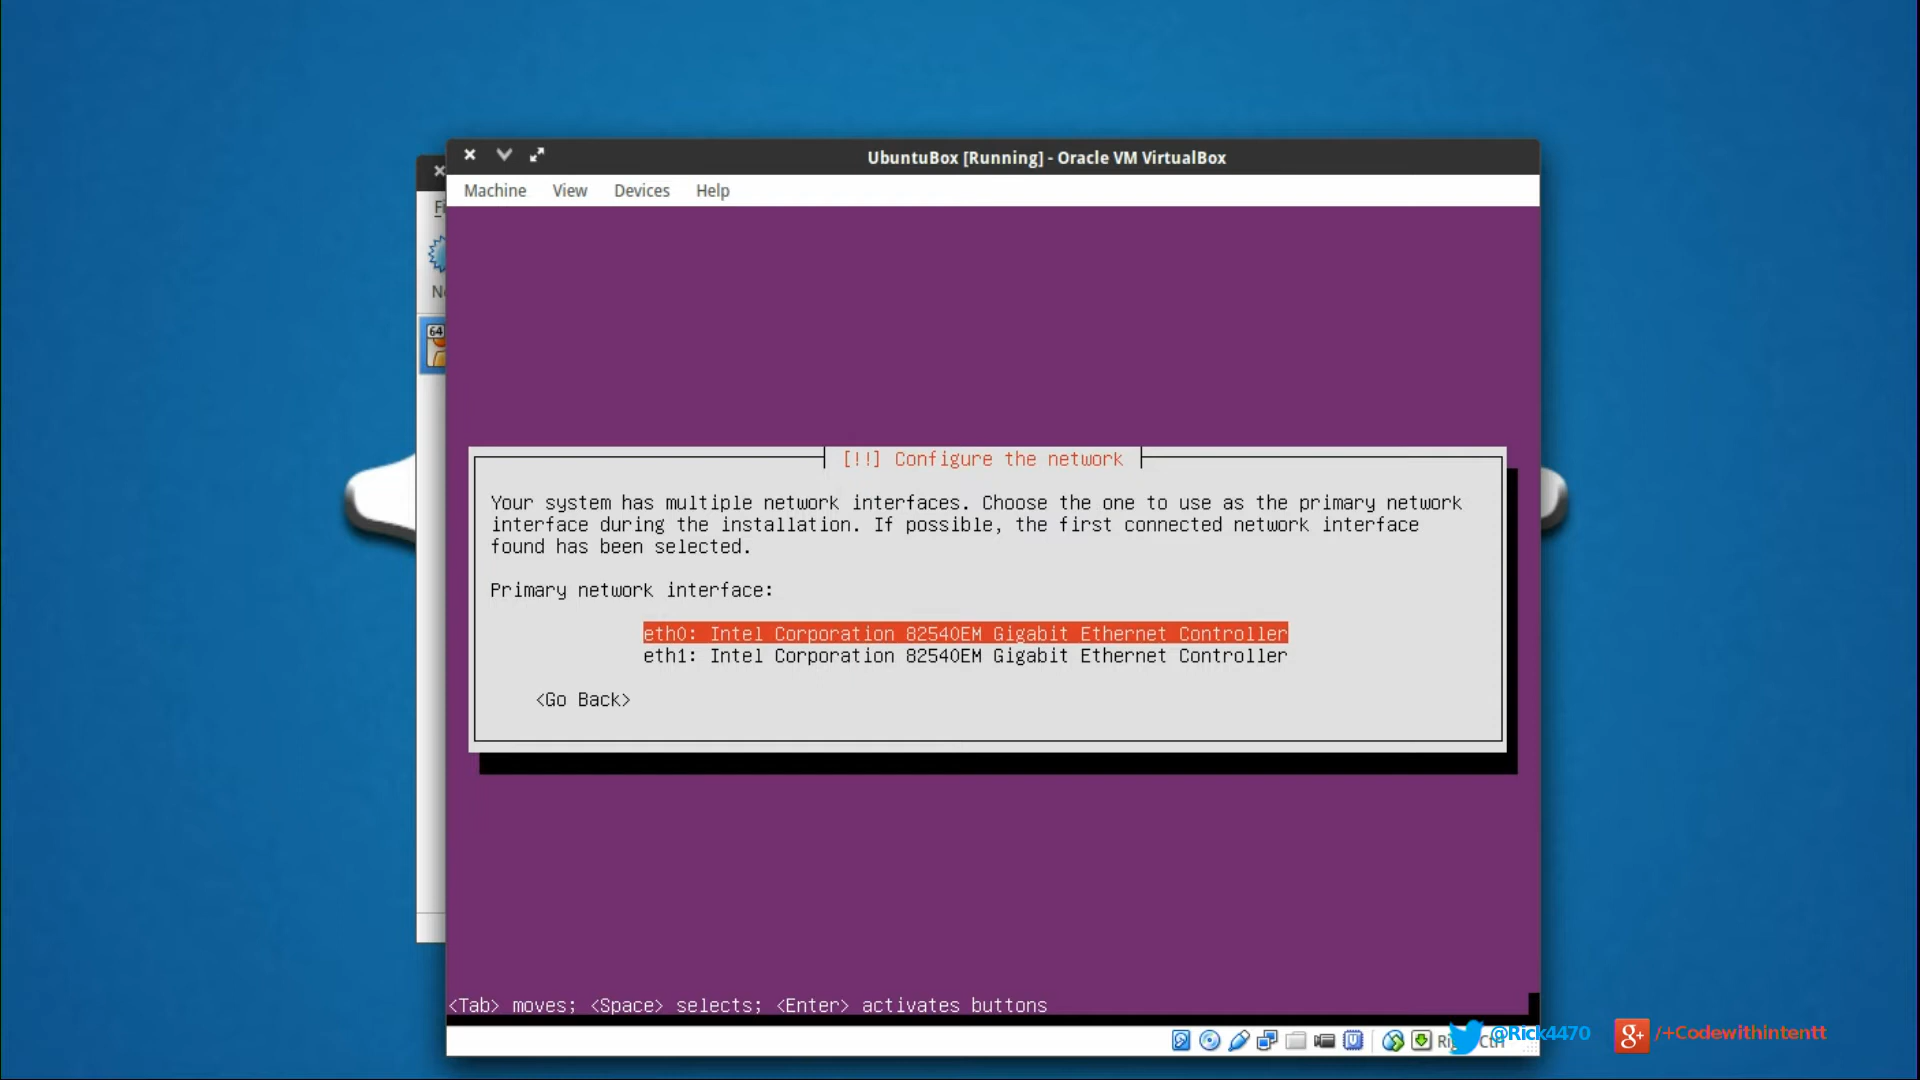 UbuntuBox [Running] - Oracle VM VirtualBox
Machine View Devices Help
64
[!!] Configure the network
Your system has multiple network interfaces. Choose the one to use as the primary network
interface during the installation. If possible, the first connected network interface
found has been selected.
Primary network interface:
eth0: Intel Corporation 82540EM Gigabit Ethernet Controller
eth1: Intel Corporation 82540EM Gigabit Ethernet Controller
<Go Back>
<Tab> moves; <Space> selects; <Enter> activates buttons
@Rick4470
g+ /+Codewithintentt